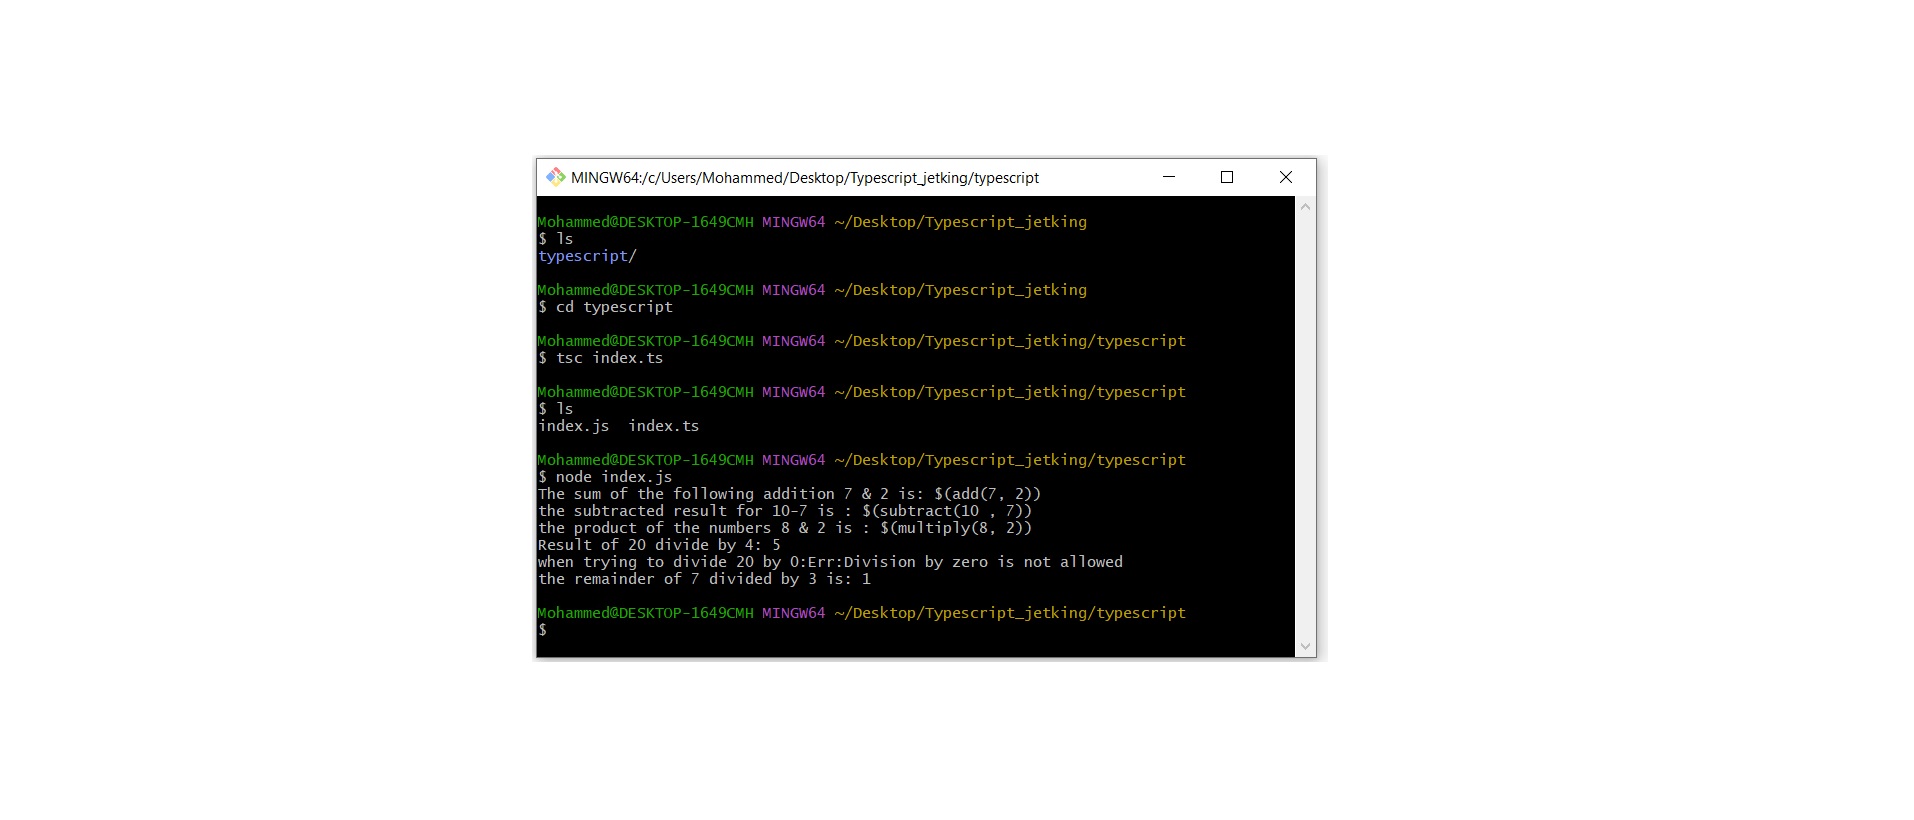 MINGW64:/c/Users/Mohammed/Desktop/Typescript_jetking/typescript
Mohammed@DESKTOP-1649CMH MINGW64 ~/Desktop/Typescript_jetking
$ ls
typescript/
Mohammed@DESKTOP-1649CMH MINGW64 ~/Desktop/Typescript_jetking
$ cd typescript
Mohammed@DESKTOP-1649CMH MINGW64 ~/Desktop/Typescript_jetking/typescript
$ tsc index.ts
Mohammed@DESKTOP-1649CMH MINGW64 ~/Desktop/Typescript_jetking/typescript
$ ls
index.js  index.ts
Mohammed@DESKTOP-1649CMH MINGW64 ~/Desktop/Typescript_jetking/typescript
$ node index.js
The sum of the following addition 7 & 2 is: $(add(7, 2))
the subtracted result for 10-7 is : $(subtract(10 , 7))
the product of the numbers 8 & 2 is : $(multiply(8, 2))
Result of 20 divide by 4: 5
when trying to divide 20 by 0:Err:Division by zero is not allowed
the remainder of 7 divided by 3 is: 1
Mohammed@DESKTOP-1649CMH MINGW64 ~/Desktop/Typescript_jetking/typescript
$